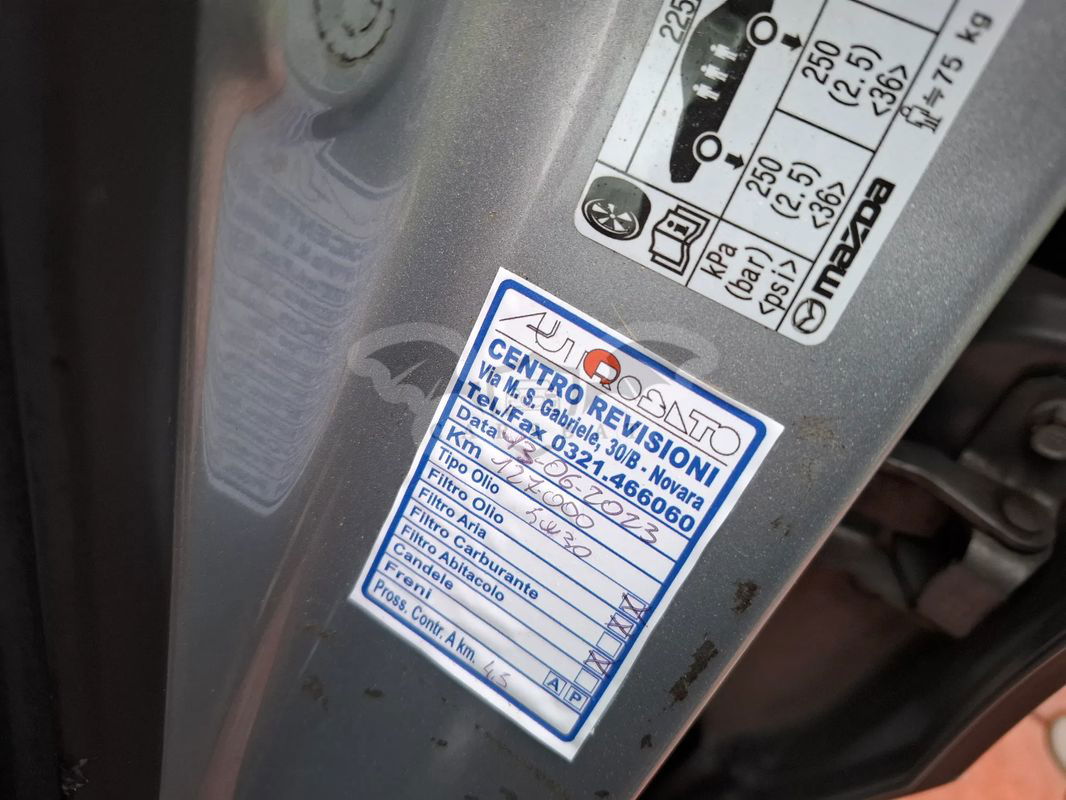 225
250
(2.5)
<36>
≒75 kg
250
(2.5)
<36>
kPa
(bar)
<psi>
mazda
AUTOROSATO
CENTRO REVISIONI
Via M. S. Gabriele, 30/B - Novara
Tel./Fax 0321.466060
Data 13-06-2023
Km 127.000
Tipo Olio 5W30
Filtro Olio
Filtro Aria
Filtro Carburante
Filtro Abitacolo
Candele
Freni A P
Pross. Contr. A km.